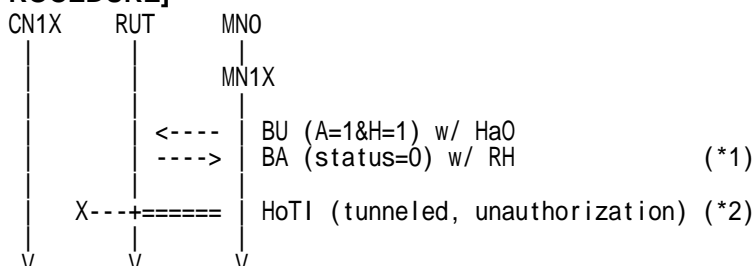 ROCEDURE]
CN1X RUT MN0
MN1X
<---- BU (A=1&H=1) w/ HaO
----> BA (status=0) w/ RH (*1)
X---+====== HoTI (tunneled, unauthorization) (*2)
V V V